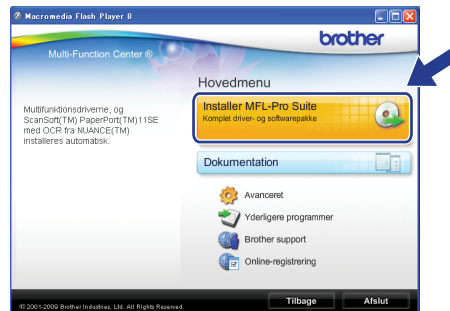 Macromedia Flash Player 8
brother
Multi-Function Center ®
Hovedmenu
Multifunktionsdriverne, og
ScanSoft(TM) PaperPort(TM)11SE
med OCR fra NUANCE(TM)
installeres automatisk.
Installer MFL-Pro Suite
Komplet driver- og softwarepakke
Dokumentation
Avanceret
Yderligere programmer
Brother support
Online-registrering
© 2001-2009 Brother Industries, Ltd. All Rights Reserved.
Tilbage
Afslut